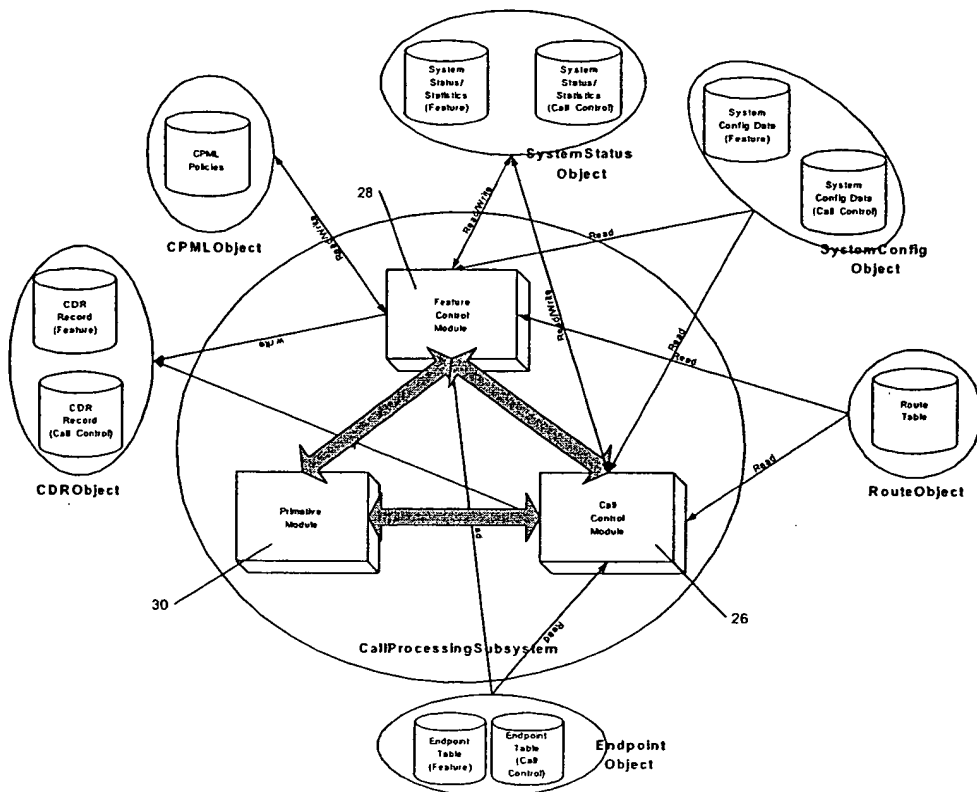 System
Status/
Statistics
(Feature)
System
Status/
Statistics
(Call Control)
SystemStatus
Object
System
Config Data
(Feature)
System
Config Data
(Call Control)
SystemConfig
Object
CPML
Policies
CPMLObject
28
Read/Write
Read/Write
Read
Read/Write
Read
Read
CDR
Record
(Feature)
CDR
Record
(Call Control)
CDRObject
Write
Feature
Control
Module
Route
Table
RouteObject
Read
Primative
Module
Call
Control
Module
30
26
Read
CallProcessingSubsystem
Endpoint
Table
(Feature)
Endpoint
Table
(Call
Control)
Endpoint
Object